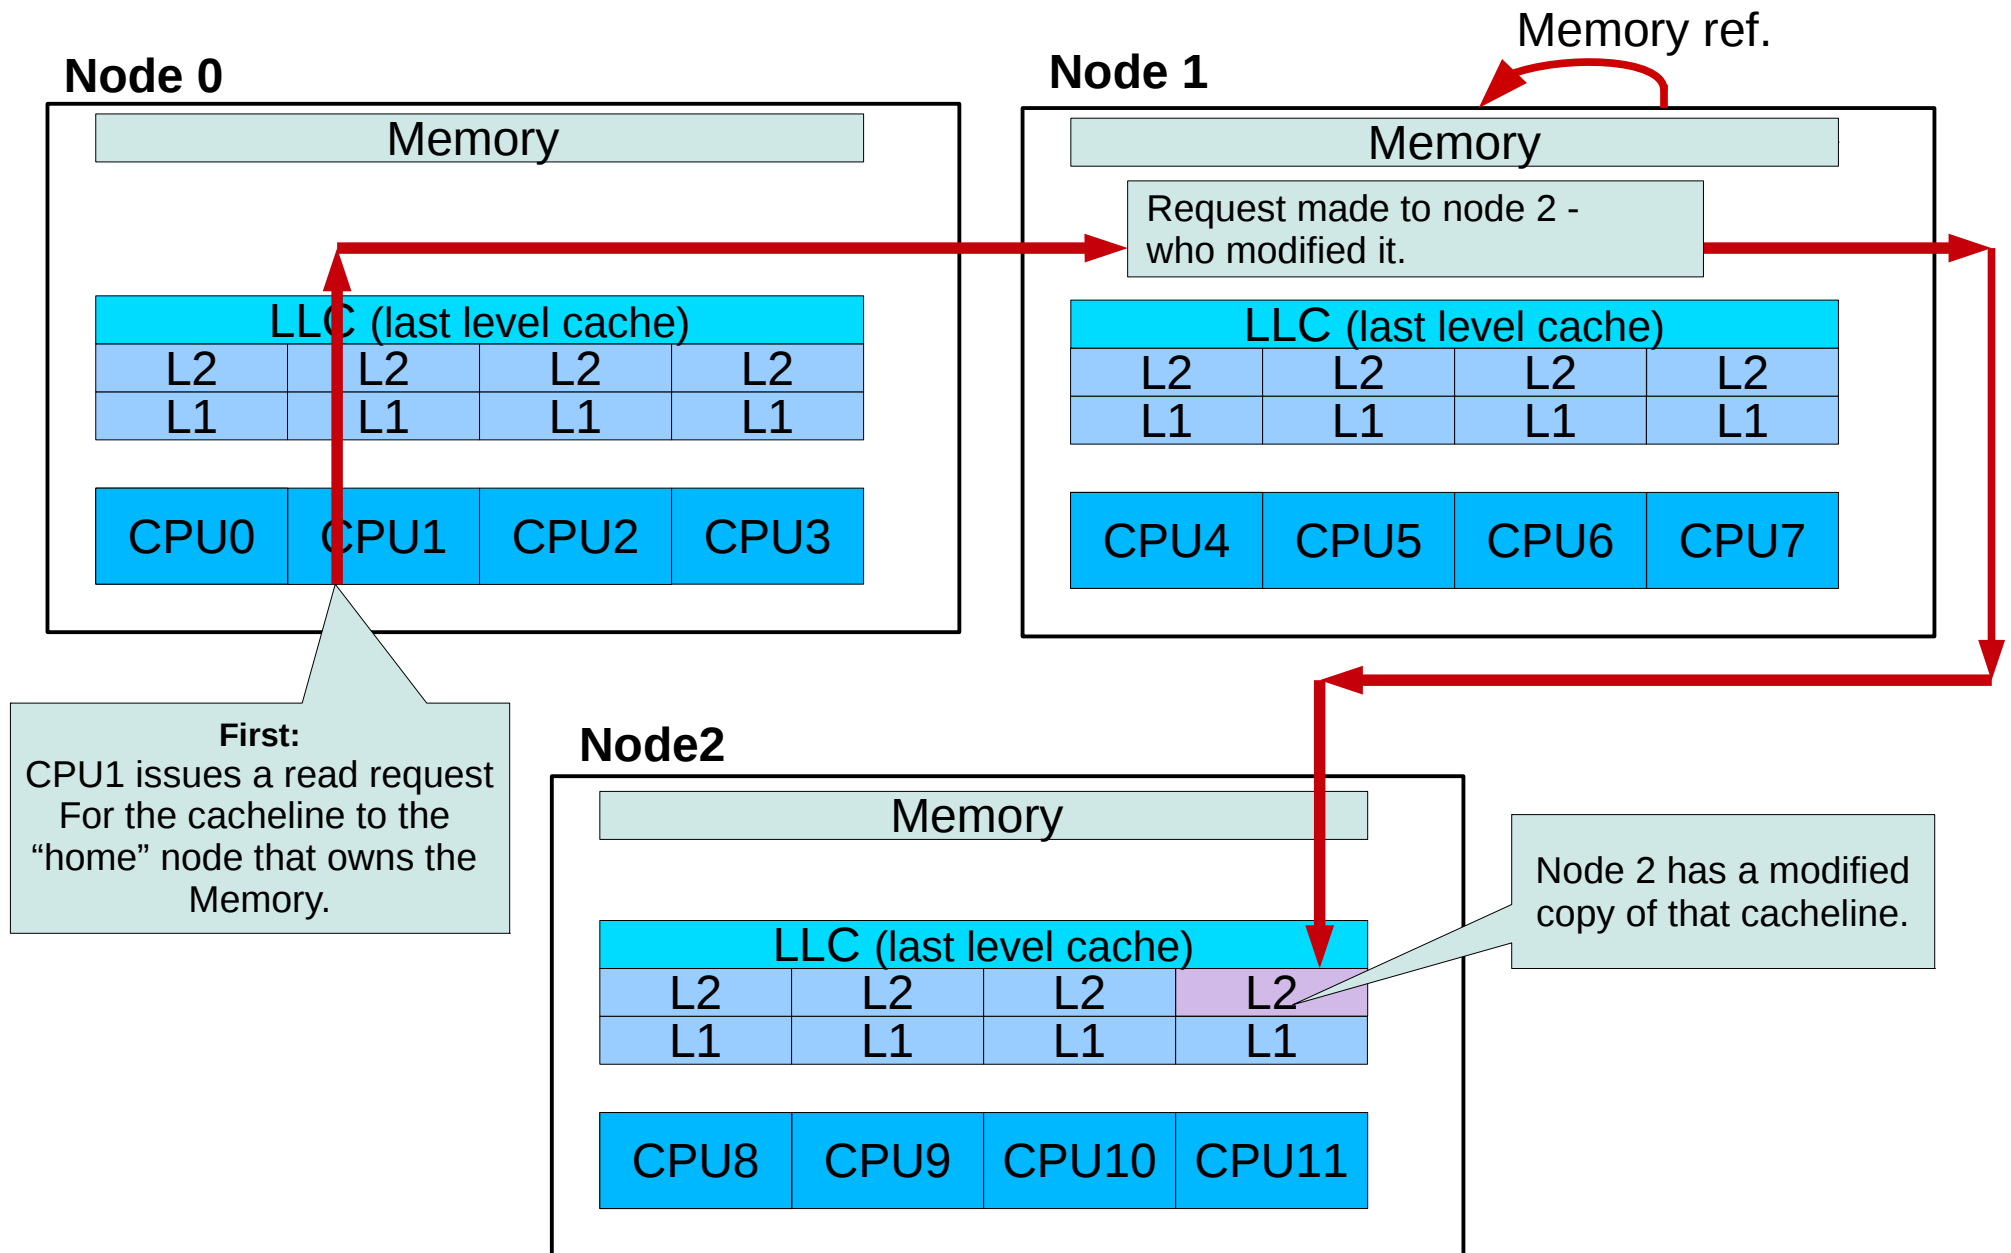 Memory ref.
Node 0
Memory
LLC (last level cache)
L2 L2 L2 L2
L1 L1 L1 L1
CPU0 CPU1 CPU2 CPU3
First:
CPU1 issues a read request
For the cacheline to the
“home” node that owns the
Memory.
Node 1
Memory
Request made to node 2 -
who modified it.
LLC (last level cache)
L2 L2 L2 L2
L1 L1 L1 L1
CPU4 CPU5 CPU6 CPU7
Node2
Memory
LLC (last level cache)
L2 L2 L2 L2
L1 L1 L1 L1
CPU8 CPU9 CPU10 CPU11
Node 2 has a modified
copy of that cacheline.